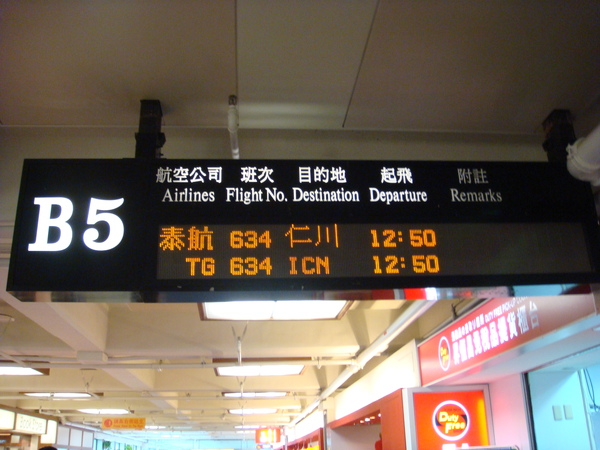 B5
航空公司 班次 目的地 起飛 附註
Airlines Flight No. Destination Departure Remarks
泰航 634 仁川 12:50
TG 634 ICN 12:50
Duty Free